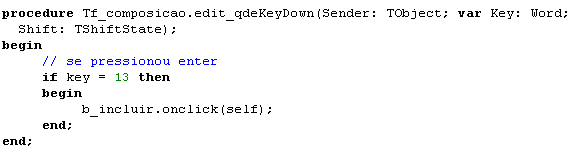 procedure Tf_composicao.edit_qdeKeyDown(Sender: TObject; var Key: Word;
  Shift: TShiftState);
begin
     // se pressionou enter
     if key = 13 then
     begin
          b_incluir.onclick(self);
     end;
end;